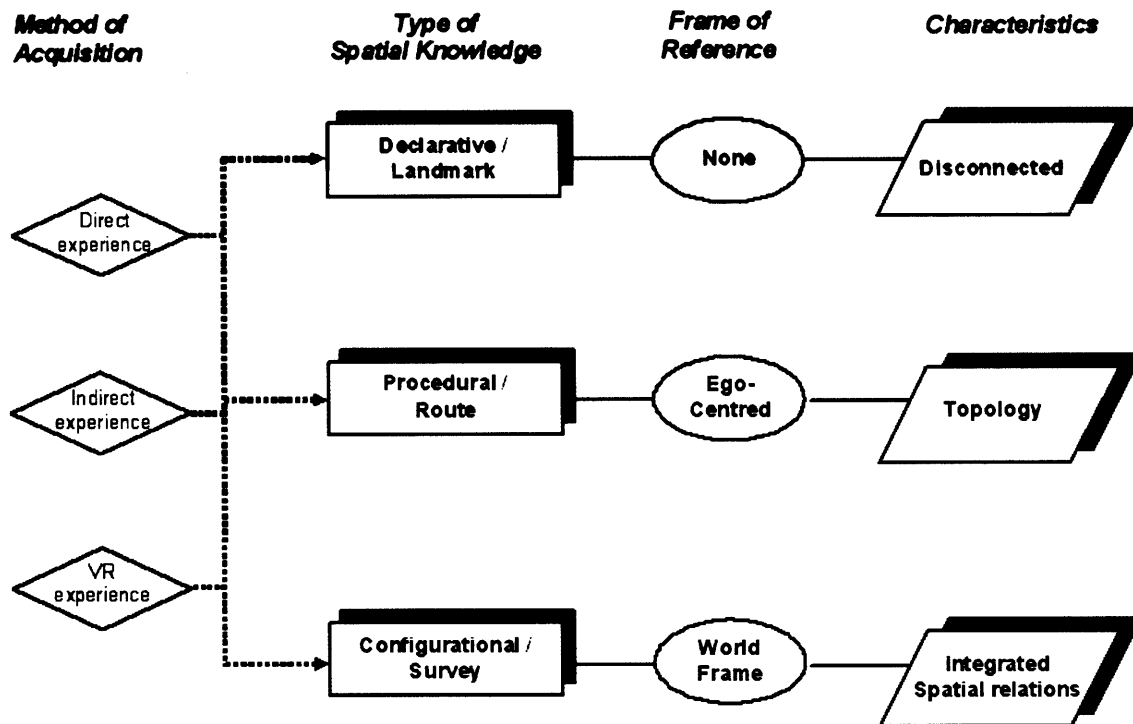 Method of
Acquisition
Type of
Spatial Knowledge
Frame of
Reference
Characteristics
Declarative /
Landmark
None
Disconnected
Direct
experience
Procedural /
Route
Ego-
Centred
Topology
Indirect
experience
VR
experience
Configurational /
Survey
World
Frame
Integrated
Spatial relations